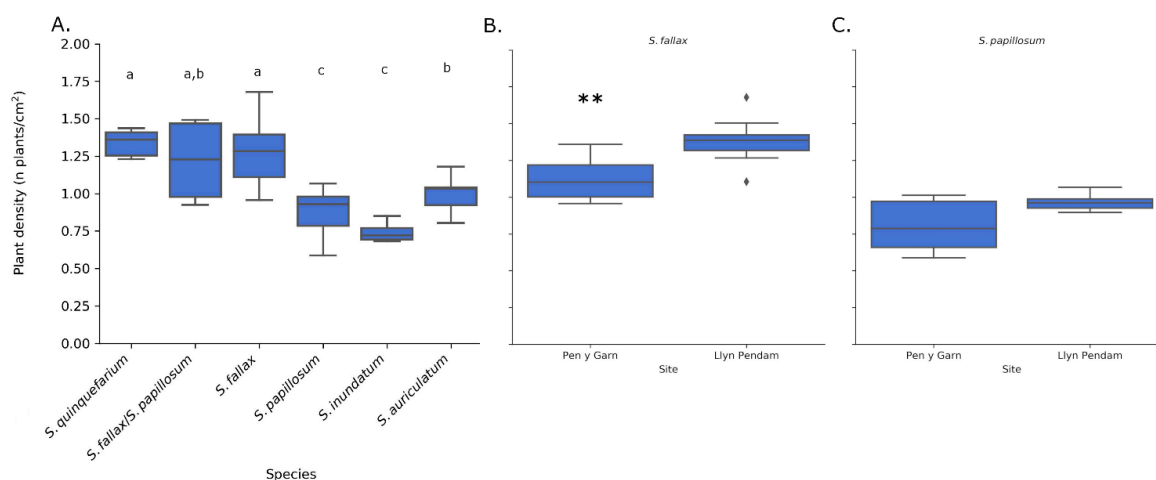 A.
B.
C.
S. fallax
S. papillosum
2.00
1.75
1.50
1.25
1.00
0.75
0.50
0.25
0.00
Plant density (n plants/cm²)
a
a,b
a
c
c
b
**
S. quinquefarium
S. fallax/S. papillosum
S. fallax
S. papillosum
S. inundatum
S. auriculatum
Species
Pen y Garn
Llyn Pendam
Site
Pen y Garn
Llyn Pendam
Site